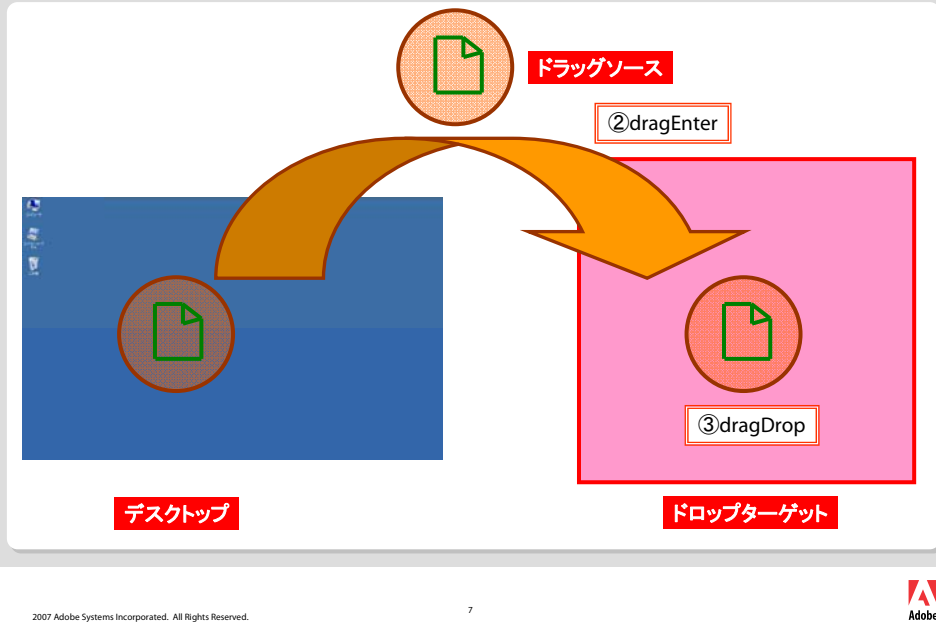 ドラッグソース
②dragEnter
③dragDrop
デスクトップ
ドロップターゲット
2007 Adobe Systems Incorporated. All Rights Reserved.
7
Adobe